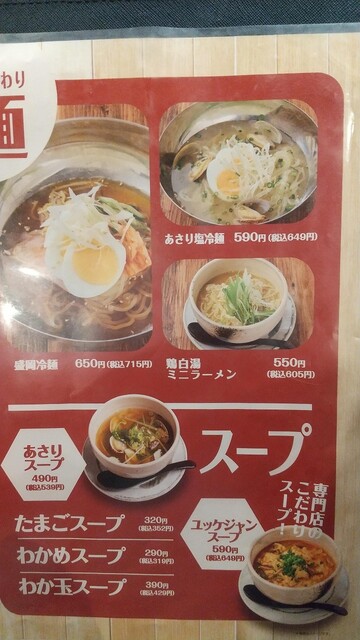 わり
麺
あさり塩冷麺 590円(税込649円)
盛岡冷麺 650円(税込715円)
鶏白湯
ミニラーメン
550円
(税込605円)
スープ
あさり
スープ
490円
(税込539円)
専門店の
こだわり
スープ！
たまごスープ 320円
(税込352円)
わかめスープ 290円
(税込319円)
わか玉スープ 390円
(税込429円)
ユッケジャン
スープ
590円
(税込649円)